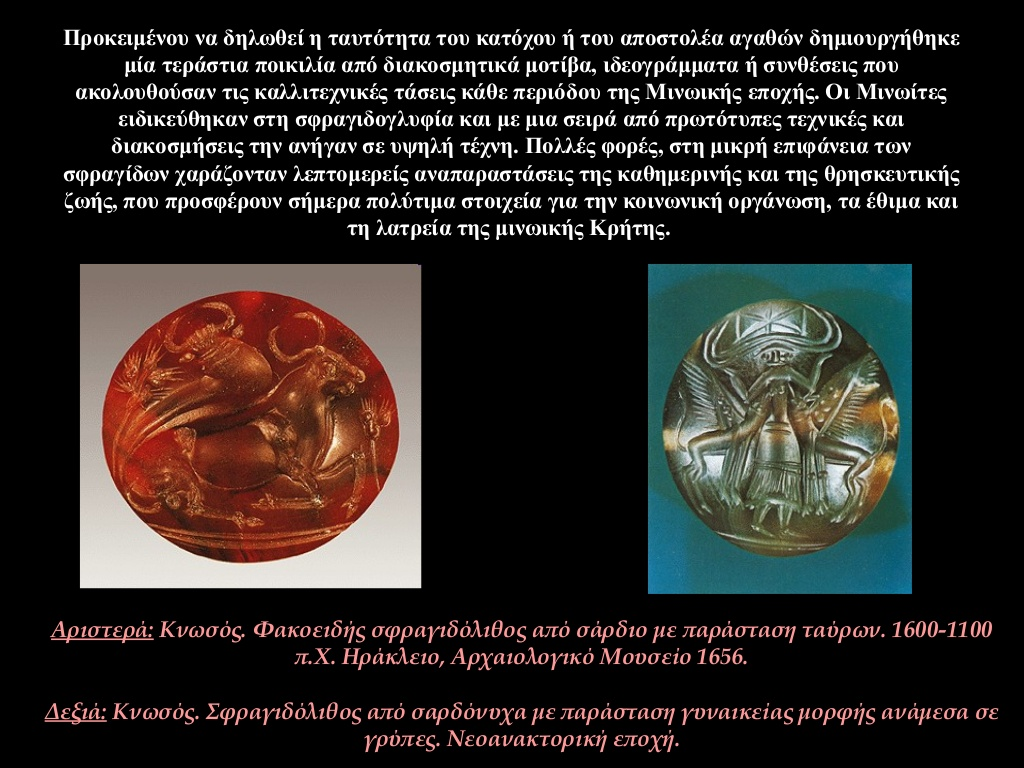 Προκειμένου να δηλωθεί η ταυτότητα του κατόχου ή του αποστολέα αγαθών δημιουργήθηκε
μία τεράστια ποικιλία από διακοσμητικά μοτίβα, ιδεογράμματα ή συνθέσεις που
ακολουθούσαν τις καλλιτεχνικές τάσεις κάθε περιόδου της Μινωικής εποχής. Οι Μινωίτες
ειδικεύθηκαν στη σφραγιδογλυφία και με μια σειρά από πρωτότυπες τεχνικές και
διακοσμήσεις την ανήγαν σε υψηλή τέχνη. Πολλές φορές, στη μικρή επιφάνεια των
σφραγίδων χαράζονταν λεπτομερείς αναπαραστάσεις της καθημερινής και της θρησκευτικής
ζωής, που προσφέρουν σήμερα πολύτιμα στοιχεία για την κοινωνική οργάνωση, τα έθιμα και
τη λατρεία της μινωικής Κρήτης.
Αριστερά: Κνωσός. Φακοειδής σφραγιδόλιθος από σάρδιο με παράσταση ταύρων. 1600-1100
π.Χ. Ηράκλειο, Αρχαιολογικό Μουσείο 1656.
Δεξιά: Κνωσός. Σφραγιδόλιθος από σαρδόνυχα με παράσταση γυναικείας μορφής ανάμεσα σε
γρύπες. Νεοανακτορική εποχή.